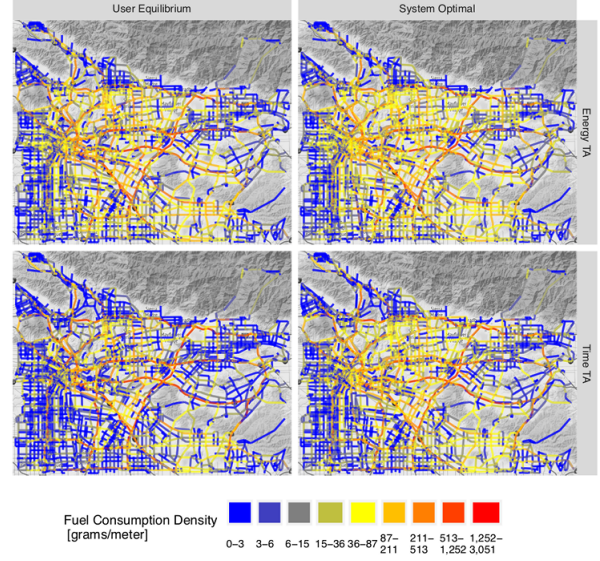 User Equilibrium
System Optimal
Energy TA
Time TA
Fuel Consumption Density
[grams/meter]
0–3
3–6
6–15
15–36
36–87
87–
211
211–
513
513–
1,252
1,252–
3,051